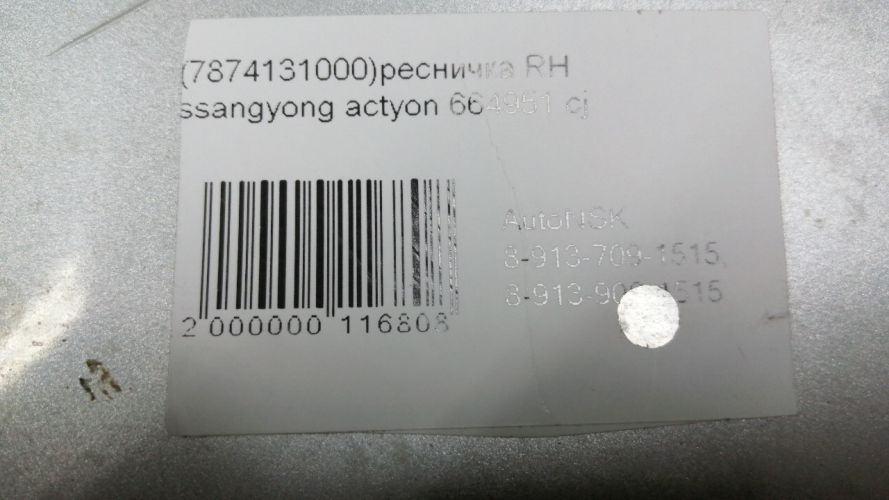 (7874131000)ресничка RH
ssangyong actyon 664951 cj
2 000000 116808
AutoNSK
8-913-709-1515,